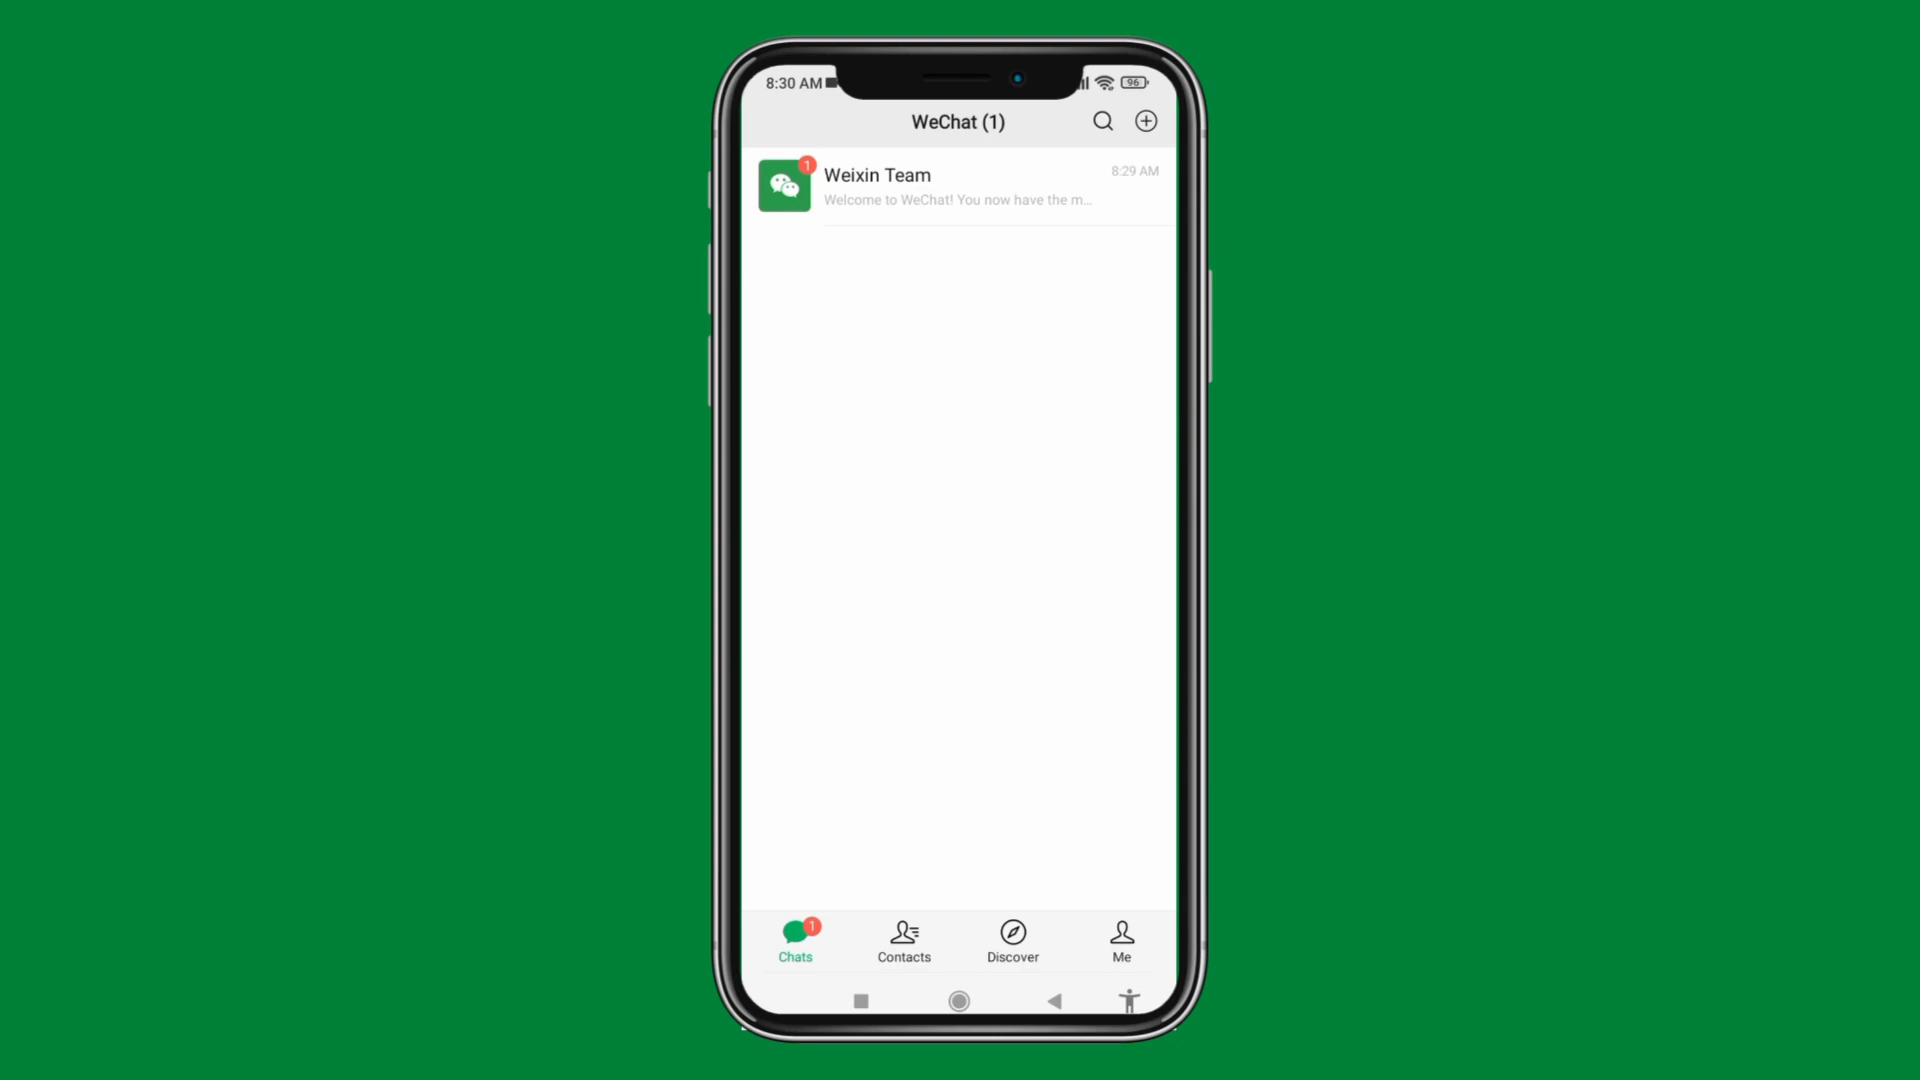 8:30 AM
96
WeChat (1)
1
Weixin Team
8:29 AM
Welcome to WeChat! You now have the m...
1
Chats
Contacts
Discover
Me